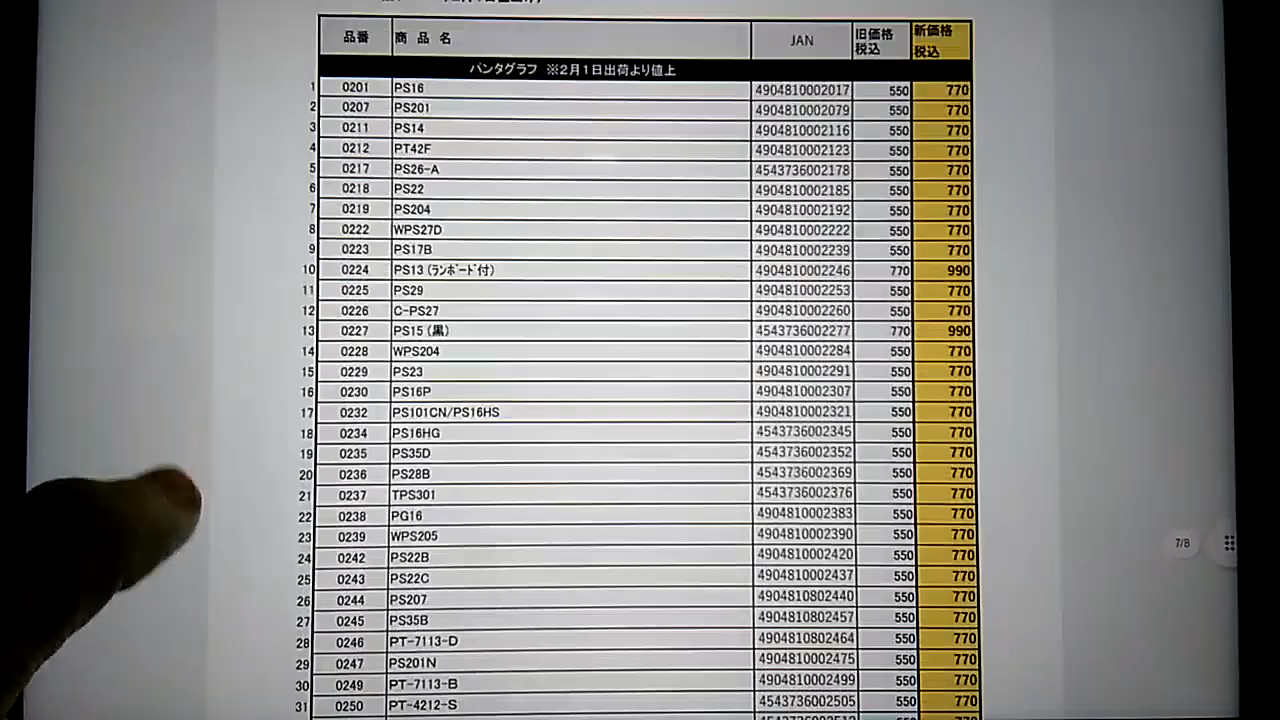 品番 商品名 JAN 旧価格税込 新価格税込
パンタグラフ ※2月1日出荷より値上
1 0201 PS16 4904810002017 550 770
2 0207 PS201 4904810002079 550 770
3 0211 PS14 4904810002116 550 770
4 0212 PT42F 4904810002123 550 770
5 0217 PS26-A 4543736002178 550 770
6 0218 PS22 4904810002185 550 770
7 0219 PS204 4904810002192 550 770
8 0222 WPS27D 4904810002222 550 770
9 0223 PS17B 4904810002239 550 770
10 0224 PS13(ランボード付) 4904810002246 770 990
11 0225 PS29 4904810002253 550 770
12 0226 C-PS27 4904810002260 550 770
13 0227 PS15(黒) 4543736002277 770 990
14 0228 WPS204 4904810002284 550 770
15 0229 PS23 4904810002291 550 770
16 0230 PS16P 4904810002307 550 770
17 0232 PS101CN/PS16HS 4904810002321 550 770
18 0234 PS16HG 4543736002345 550 770
19 0235 PS35D 4543736002352 550 770
20 0236 PS28B 4543736002369 550 770
21 0237 TPS301 4543736002376 550 770
22 0238 PG16 4904810002383 550 770
23 0239 WPS205 4904810002390 550 770
24 0242 PS22B 4904810002420 550 770
25 0243 PS22C 4904810002437 550 770
26 0244 PS207 4904810802440 550 770
27 0245 PS35B 4904810802457 550 770
28 0246 PT-7113-D 4904810802464 550 770
29 0247 PS201N 4904810002475 550 770
30 0249 PT-7113-B 4904810002499 550 770
31 0250 PT-4212-S 4543736002505 550 770
7/8